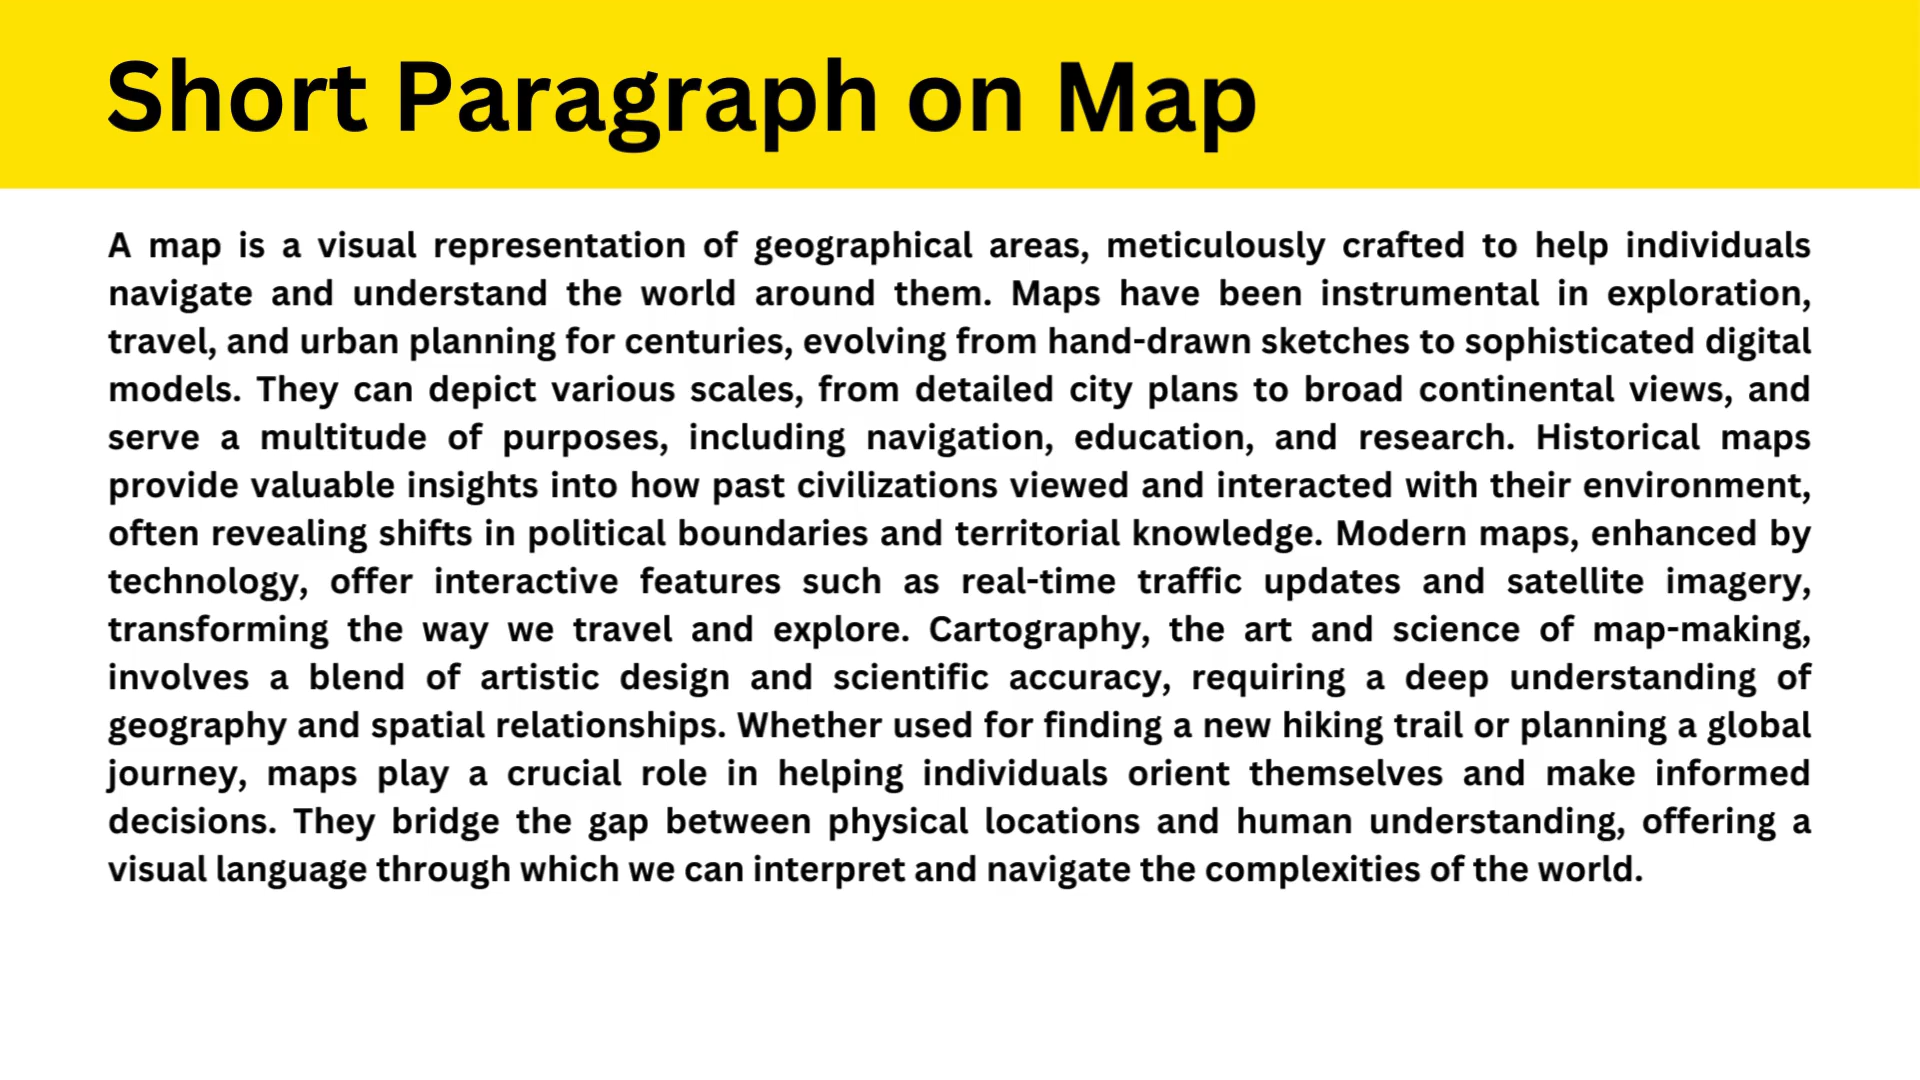 Short Paragraph on Map
A map is a visual representation of geographical areas, meticulously crafted to help individuals
navigate and understand the world around them. Maps have been instrumental in exploration,
travel, and urban planning for centuries, evolving from hand-drawn sketches to sophisticated digital
models. They can depict various scales, from detailed city plans to broad continental views, and
serve a multitude of purposes, including navigation, education, and research. Historical maps
provide valuable insights into how past civilizations viewed and interacted with their environment,
often revealing shifts in political boundaries and territorial knowledge. Modern maps, enhanced by
technology, offer interactive features such as real-time traffic updates and satellite imagery,
transforming the way we travel and explore. Cartography, the art and science of map-making,
involves a blend of artistic design and scientific accuracy, requiring a deep understanding of
geography and spatial relationships. Whether used for finding a new hiking trail or planning a global
journey, maps play a crucial role in helping individuals orient themselves and make informed
decisions. They bridge the gap between physical locations and human understanding, offering a
visual language through which we can interpret and navigate the complexities of the world.